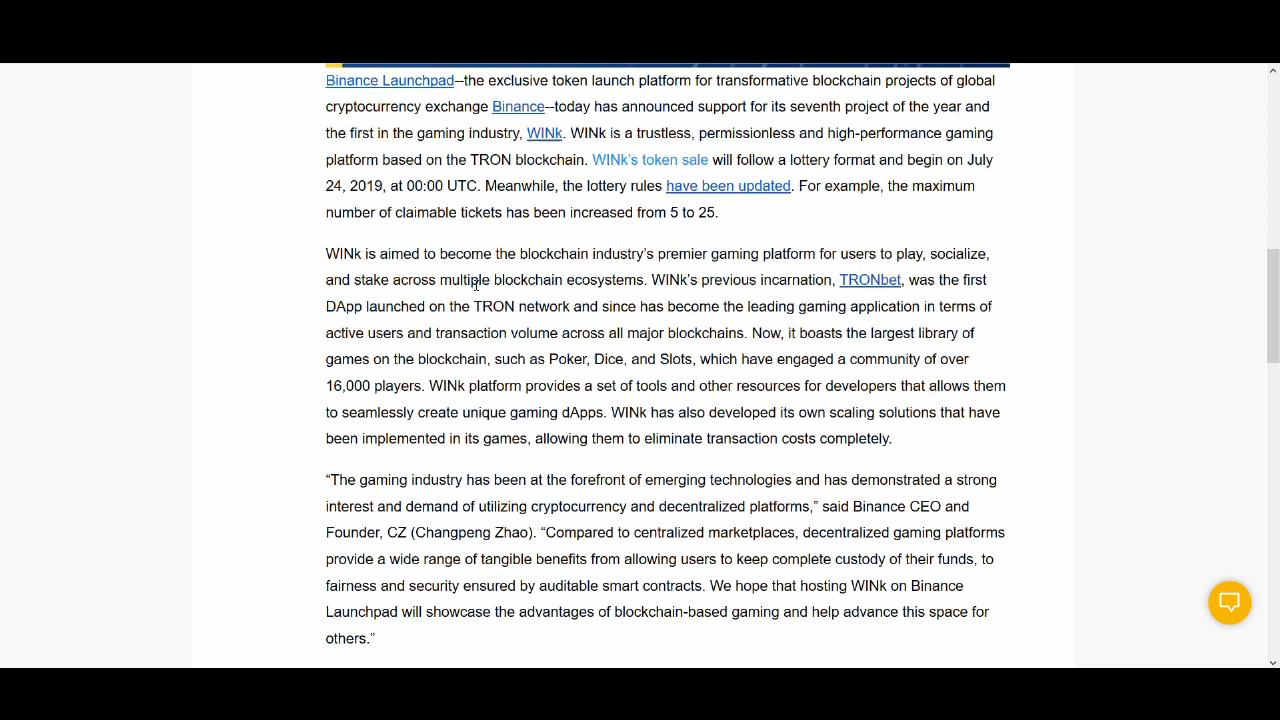 Binance Launchpad--the exclusive token launch platform for transformative blockchain projects of global
cryptocurrency exchange Binance--today has announced support for its seventh project of the year and
the first in the gaming industry, WINk. WINk is a trustless, permissionless and high-performance gaming
platform based on the TRON blockchain. WINk’s token sale will follow a lottery format and begin on July
24, 2019, at 00:00 UTC. Meanwhile, the lottery rules have been updated. For example, the maximum
number of claimable tickets has been increased from 5 to 25.
WINk is aimed to become the blockchain industry’s premier gaming platform for users to play, socialize,
and stake across multiple blockchain ecosystems. WINk’s previous incarnation, TRONbet, was the first
DApp launched on the TRON network and since has become the leading gaming application in terms of
active users and transaction volume across all major blockchains. Now, it boasts the largest library of
games on the blockchain, such as Poker, Dice, and Slots, which have engaged a community of over
16,000 players. WINk platform provides a set of tools and other resources for developers that allows them
to seamlessly create unique gaming dApps. WINk has also developed its own scaling solutions that have
been implemented in its games, allowing them to eliminate transaction costs completely.
“The gaming industry has been at the forefront of emerging technologies and has demonstrated a strong
interest and demand of utilizing cryptocurrency and decentralized platforms,” said Binance CEO and
Founder, CZ (Changpeng Zhao). “Compared to centralized marketplaces, decentralized gaming platforms
provide a wide range of tangible benefits from allowing users to keep complete custody of their funds, to
fairness and security ensured by auditable smart contracts. We hope that hosting WINk on Binance
Launchpad will showcase the advantages of blockchain-based gaming and help advance this space for
others.”